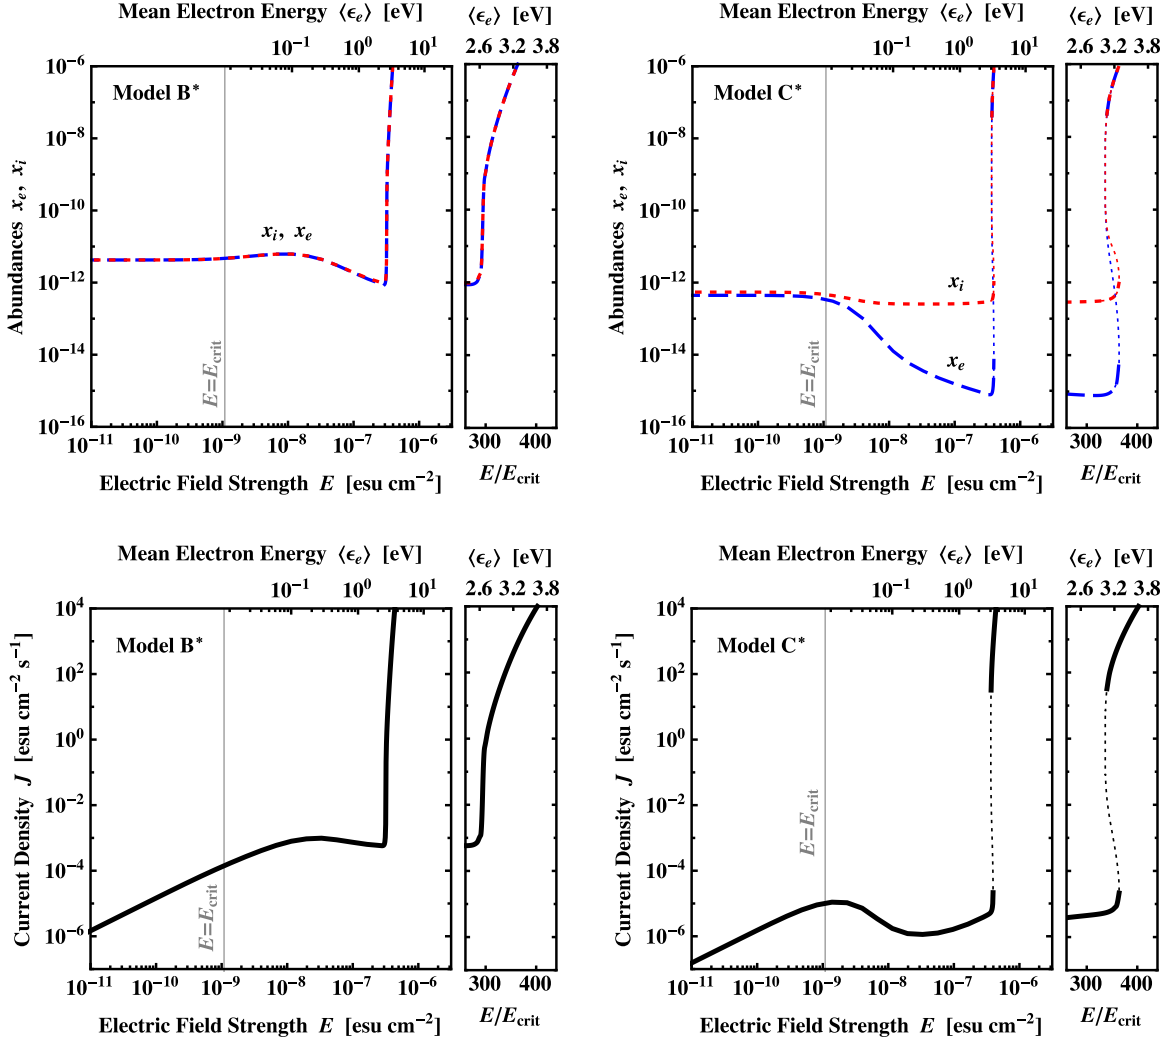 Mean Electron Energy ⟨ϵe⟩ [eV]
10⁻¹ 10⁰ 10¹
⟨ϵe⟩ [eV]
2.6 3.2 3.8
Abundances xe, xi
10⁻⁶
10⁻⁸
10⁻¹⁰
10⁻¹²
10⁻¹⁴
10⁻¹⁶
Model B*
xi, xe
E=Ecrit
10⁻¹¹ 10⁻¹⁰ 10⁻⁹ 10⁻⁸ 10⁻⁷ 10⁻⁶
Electric Field Strength E [esu cm⁻²]
300 400
E/Ecrit
Mean Electron Energy ⟨ϵe⟩ [eV]
10⁻¹ 10⁰ 10¹
⟨ϵe⟩ [eV]
2.6 3.2 3.8
Abundances xe, xi
10⁻⁶
10⁻⁸
10⁻¹⁰
10⁻¹²
10⁻¹⁴
10⁻¹⁶
Model C*
xi
xe
E=Ecrit
10⁻¹¹ 10⁻¹⁰ 10⁻⁹ 10⁻⁸ 10⁻⁷ 10⁻⁶
Electric Field Strength E [esu cm⁻²]
300 400
E/Ecrit
Mean Electron Energy ⟨ϵe⟩ [eV]
10⁻¹ 10⁰ 10¹
⟨ϵe⟩ [eV]
2.6 3.2 3.8
Current Density J [esu cm⁻² s⁻¹]
10⁴
10²
10⁰
10⁻²
10⁻⁴
10⁻⁶
Model B*
E=Ecrit
10⁻¹¹ 10⁻¹⁰ 10⁻⁹ 10⁻⁸ 10⁻⁷ 10⁻⁶
Electric Field Strength E [esu cm⁻²]
300 400
E/Ecrit
Mean Electron Energy ⟨ϵe⟩ [eV]
10⁻¹ 10⁰ 10¹
⟨ϵe⟩ [eV]
2.6 3.2 3.8
Current Density J [esu cm⁻² s⁻¹]
10⁴
10²
10⁰
10⁻²
10⁻⁴
10⁻⁶
Model C*
E=Ecrit
10⁻¹¹ 10⁻¹⁰ 10⁻⁹ 10⁻⁸ 10⁻⁷ 10⁻⁶
Electric Field Strength E [esu cm⁻²]
300 400
E/Ecrit